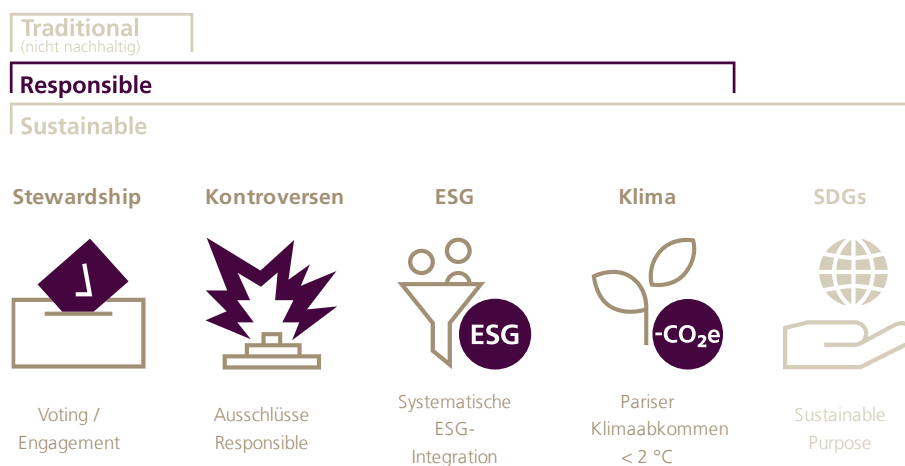 Traditional
(nicht nachhaltig)
Responsible
Sustainable
Stewardship
Kontroversen
ESG
Klima
SDGs
ESG
-CO₂e
Voting /
Engagement
Ausschlüsse
Responsible
Systematische
ESG-
Integration
Pariser
Klimaabkommen
< 2 °C
Sustainable
Purpose